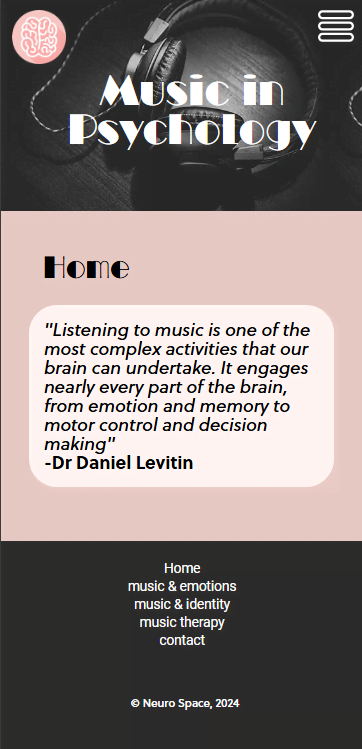 Music in
Psychology
Home
"Listening to music is one of the
most complex activities that our
brain can undertake. It engages
nearly every part of the brain,
from emotion and memory to
motor control and decision
making"
-Dr Daniel Levitin
Home
music & emotions
music & identity
music therapy
contact
© Neuro Space, 2024